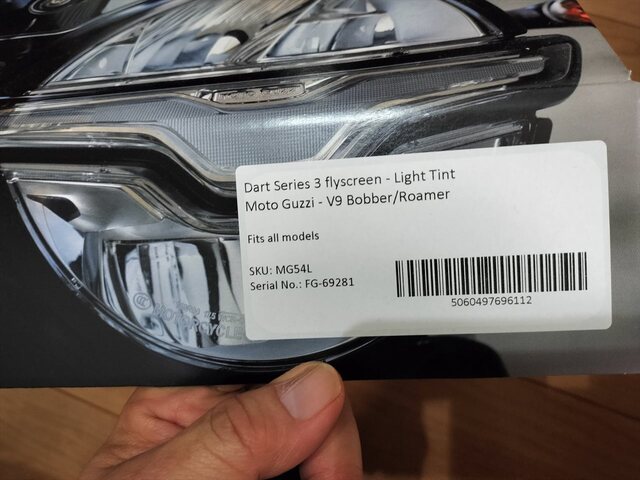 Dart Series 3 flyscreen - Light Tint
Moto Guzzi - V9 Bobber/Roamer
Fits all models
SKU: MG54L
Serial No.: FG-69281
5060497696112
MOTORCYCLE